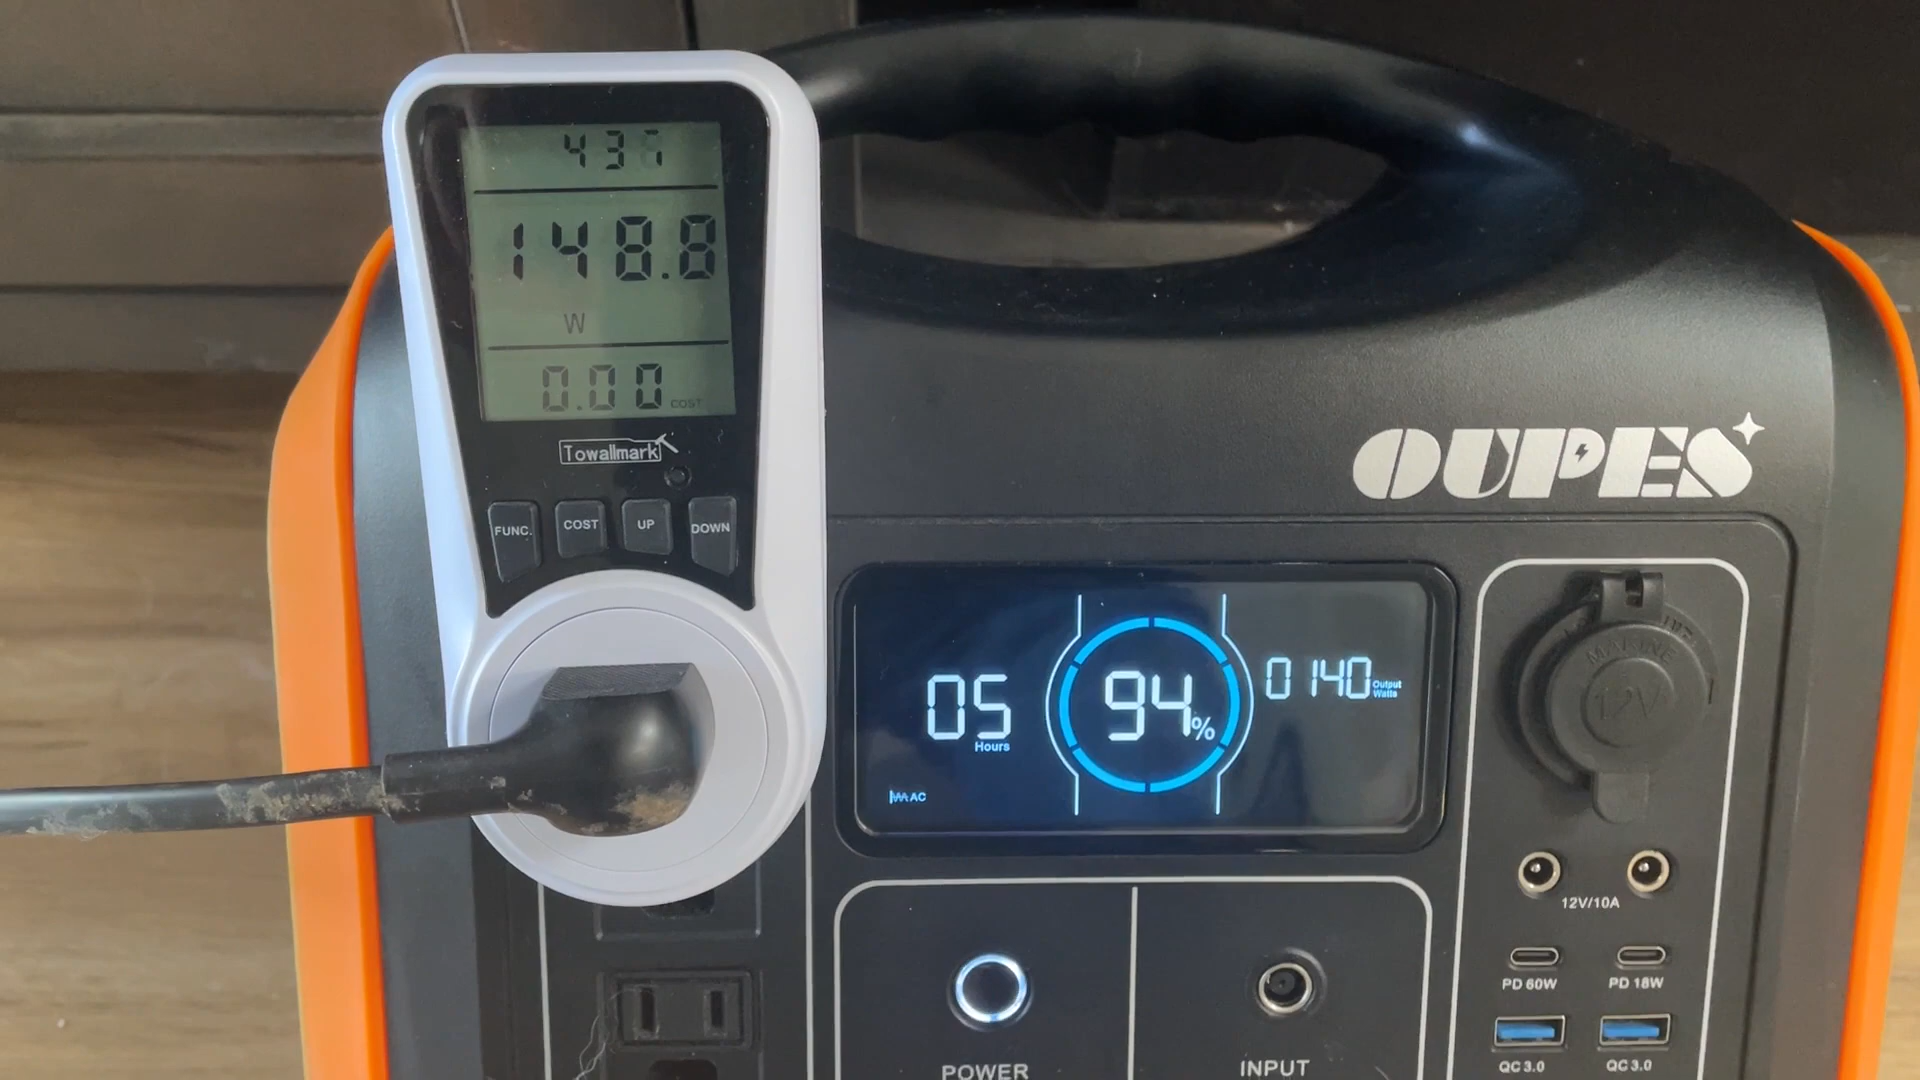 148.8
W
0.00 COST
Towallmark
FUNC. COST UP DOWN
OUPES
05 Hours
94%
0140 Output Watts
AC
12V
12V/10A
PD 60W PD 18W
QC 3.0 QC 3.0
POWER
INPUT